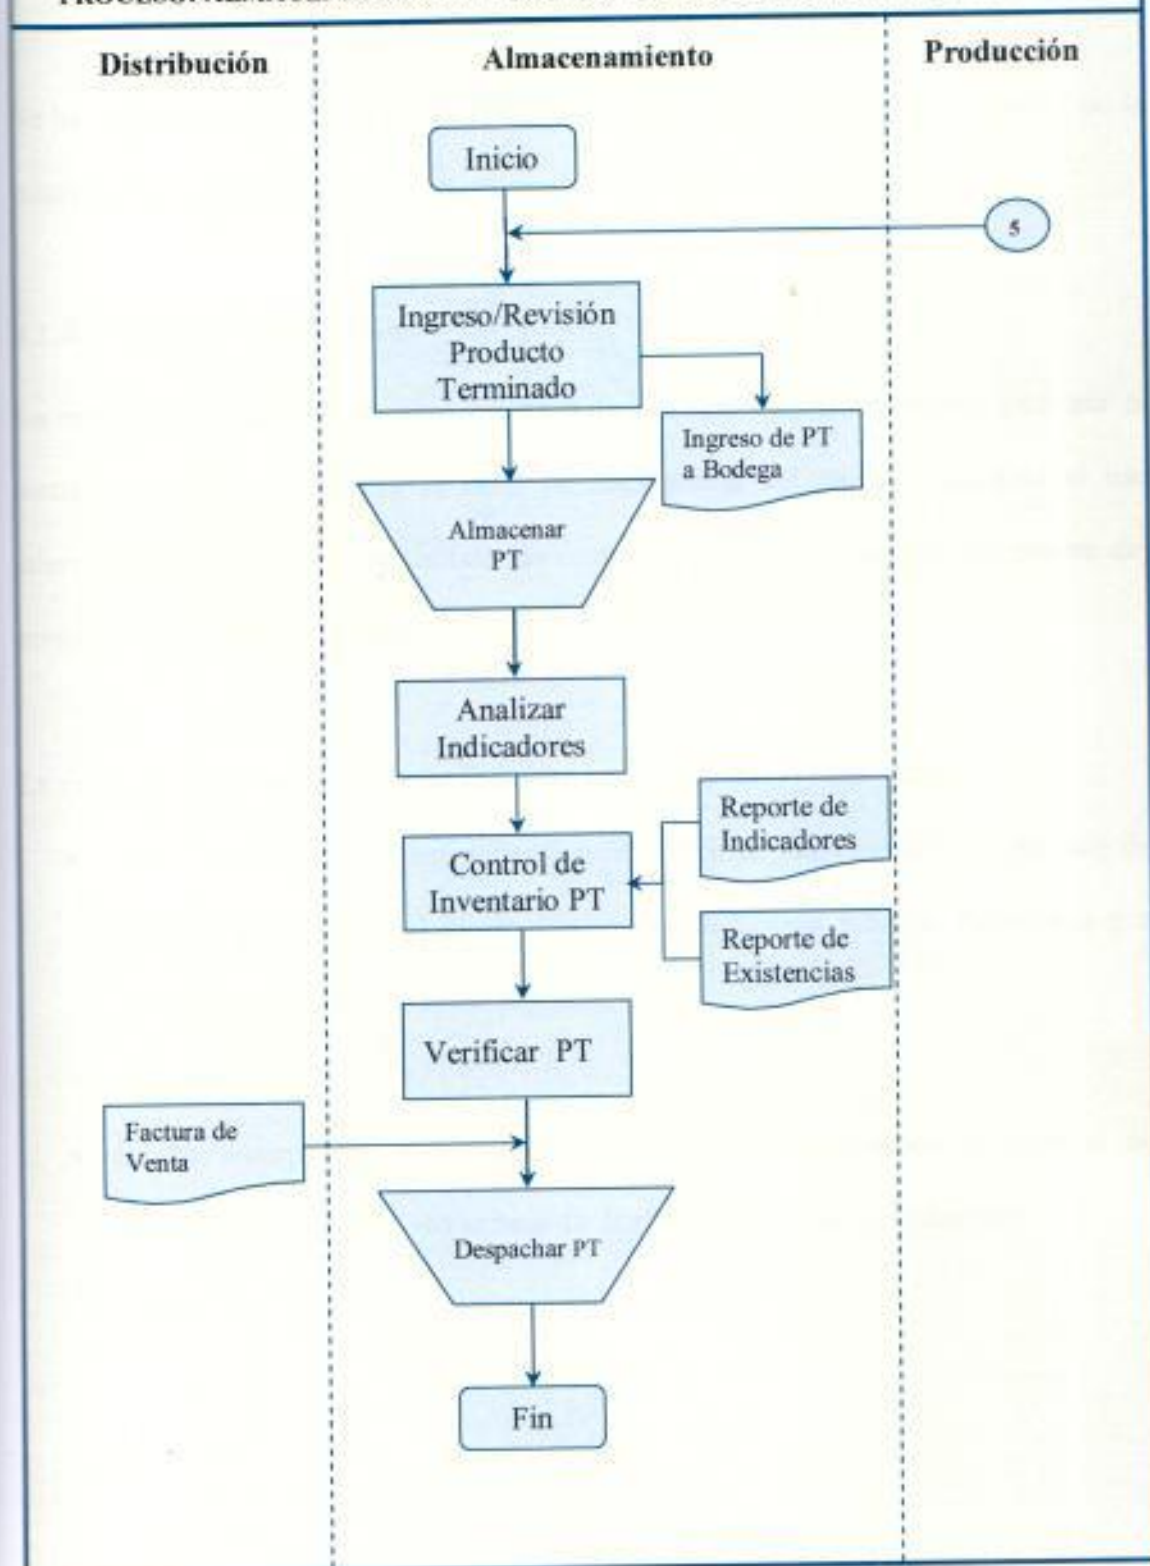 Distribución
Almacenamiento
Producción
Inicio
5
Ingreso/Revisión
Producto
Terminado
Ingreso de PT
a Bodega
Almacenar
PT
Analizar
Indicadores
Reporte de
Indicadores
Control de
Inventario PT
Reporte de
Existencias
Verificar PT
Factura de
Venta
Despachar PT
Fin